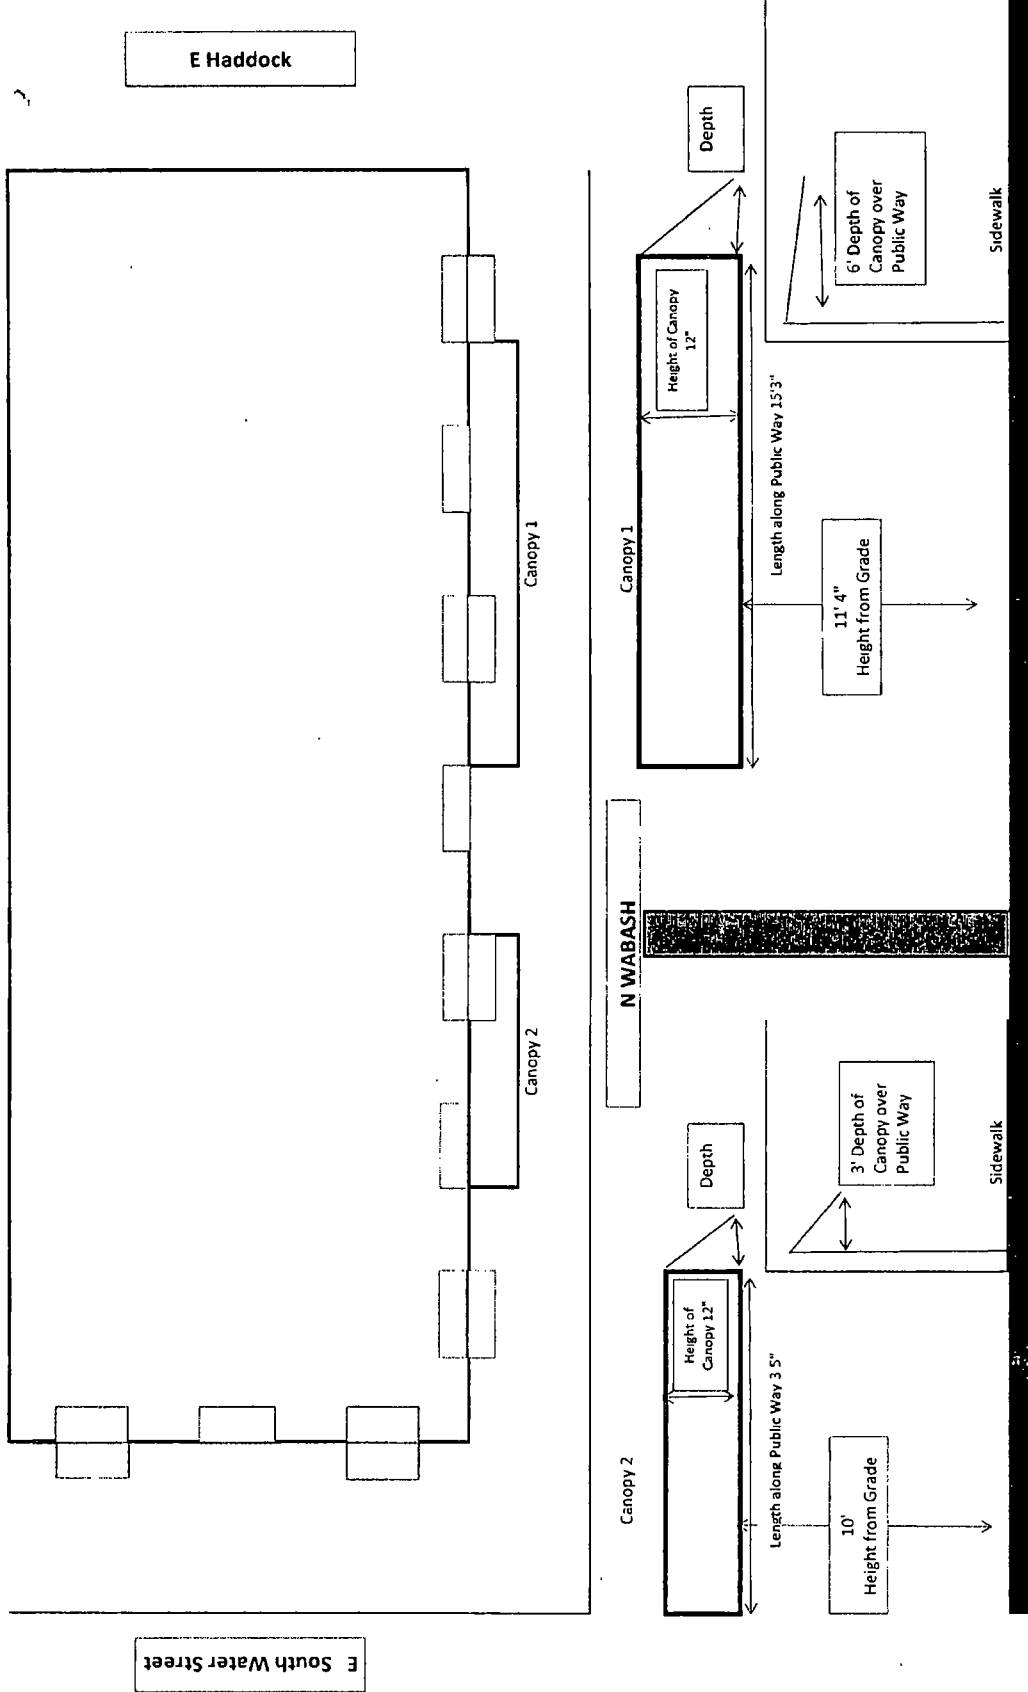 E Haddock
Canopy 1
Canopy 2
E South Water Street
N WABASH
Canopy 1
Height of Canopy
12"
Depth
Length along Public Way 15'3"
11' 4"
Height from Grade
6' Depth of
Canopy over
Public Way
Sidewalk
Canopy 2
Height of
Canopy 12"
Depth
Length along Public Way 3 5"
10'
Height from Grade
3' Depth of
Canopy over
Public Way
Sidewalk